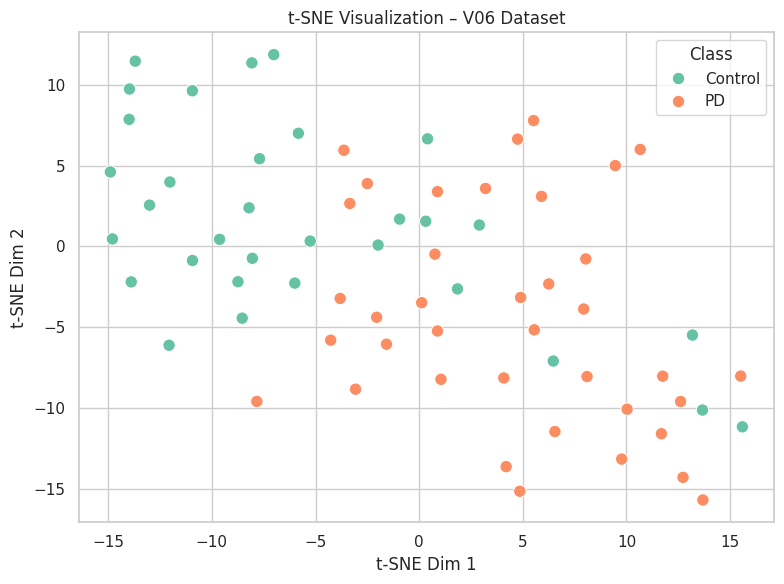 t-SNE Visualization – V06 Dataset
Class
Control
PD
10
5
0
−5
−10
−15
t-SNE Dim 2
−15 −10 −5 0 5 10 15
t-SNE Dim 1